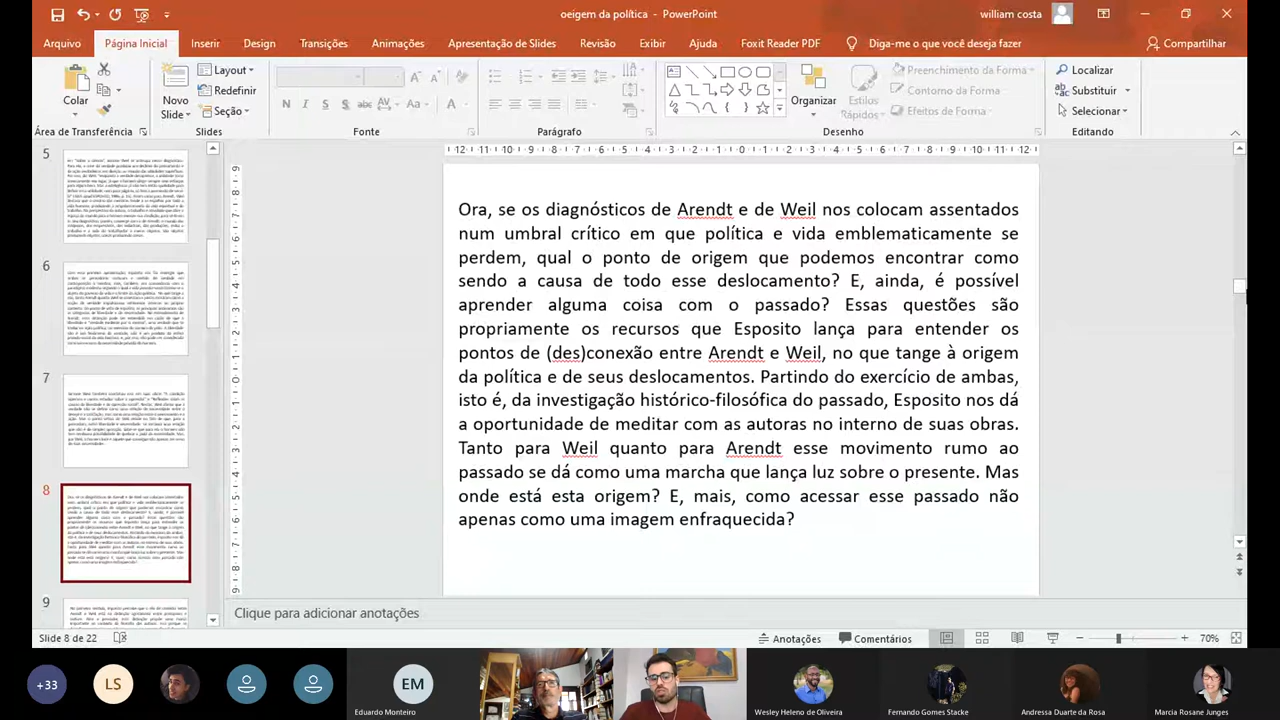 oeigem da política - PowerPoint
william costa
Arquivo Página Inicial Inserir Design Transições Animações Apresentação de Slides Revisão Exibir Ajuda Foxit Reader PDF Diga-me o que você deseja fazer Compartilhar
Colar
Área de Transferência
Novo
Slide
Layout
Redefinir
Seção
Slides
N I S S abc AV Aa A
Fonte
Parágrafo
Organizar
Estilos
Rápidos
Preenchimento da Forma
Contorno da Forma
Efeitos de Forma
Desenho
Localizar
Substituir
Selecionar
Editando
5
6
7
8
9
Ora, se os diagnósticos de Arendt e de Weil nos colocam assentados
num umbral crítico em que política e vida emblematicamente se
perdem, qual o ponto de origem que podemos encontrar como
sendo a causa de todo esse deslocamento? E, ainda, é possível
aprender alguma coisa com o passado? Essas questões são
propriamente os recursos que Esposito lança para entender os
pontos de (des)conexão entre Arendt e Weil, no que tange à origem
da política e de seus deslocamentos. Partindo do exercício de ambas,
isto é, da investigação histórico-filosófica do passado, Esposito nos dá
a oportunidade de meditar com as autoras no interno de suas obras.
Tanto para Weil quanto para Arendt esse movimento rumo ao
passado se dá como uma marcha que lança luz sobre o presente. Mas
onde está esta origem? E, mais, como acessar esse passado não
apenas como uma imagem enfraquecida?
Clique para adicionar anotações
Slide 8 de 22
Anotações Comentários 70%
+33
LS
EM
Eduardo Monteiro
Wesley Heleno de Oliveira
Fernando Gomes Stacke
Andressa Duarte da Rosa
Marcia Rosane Junges